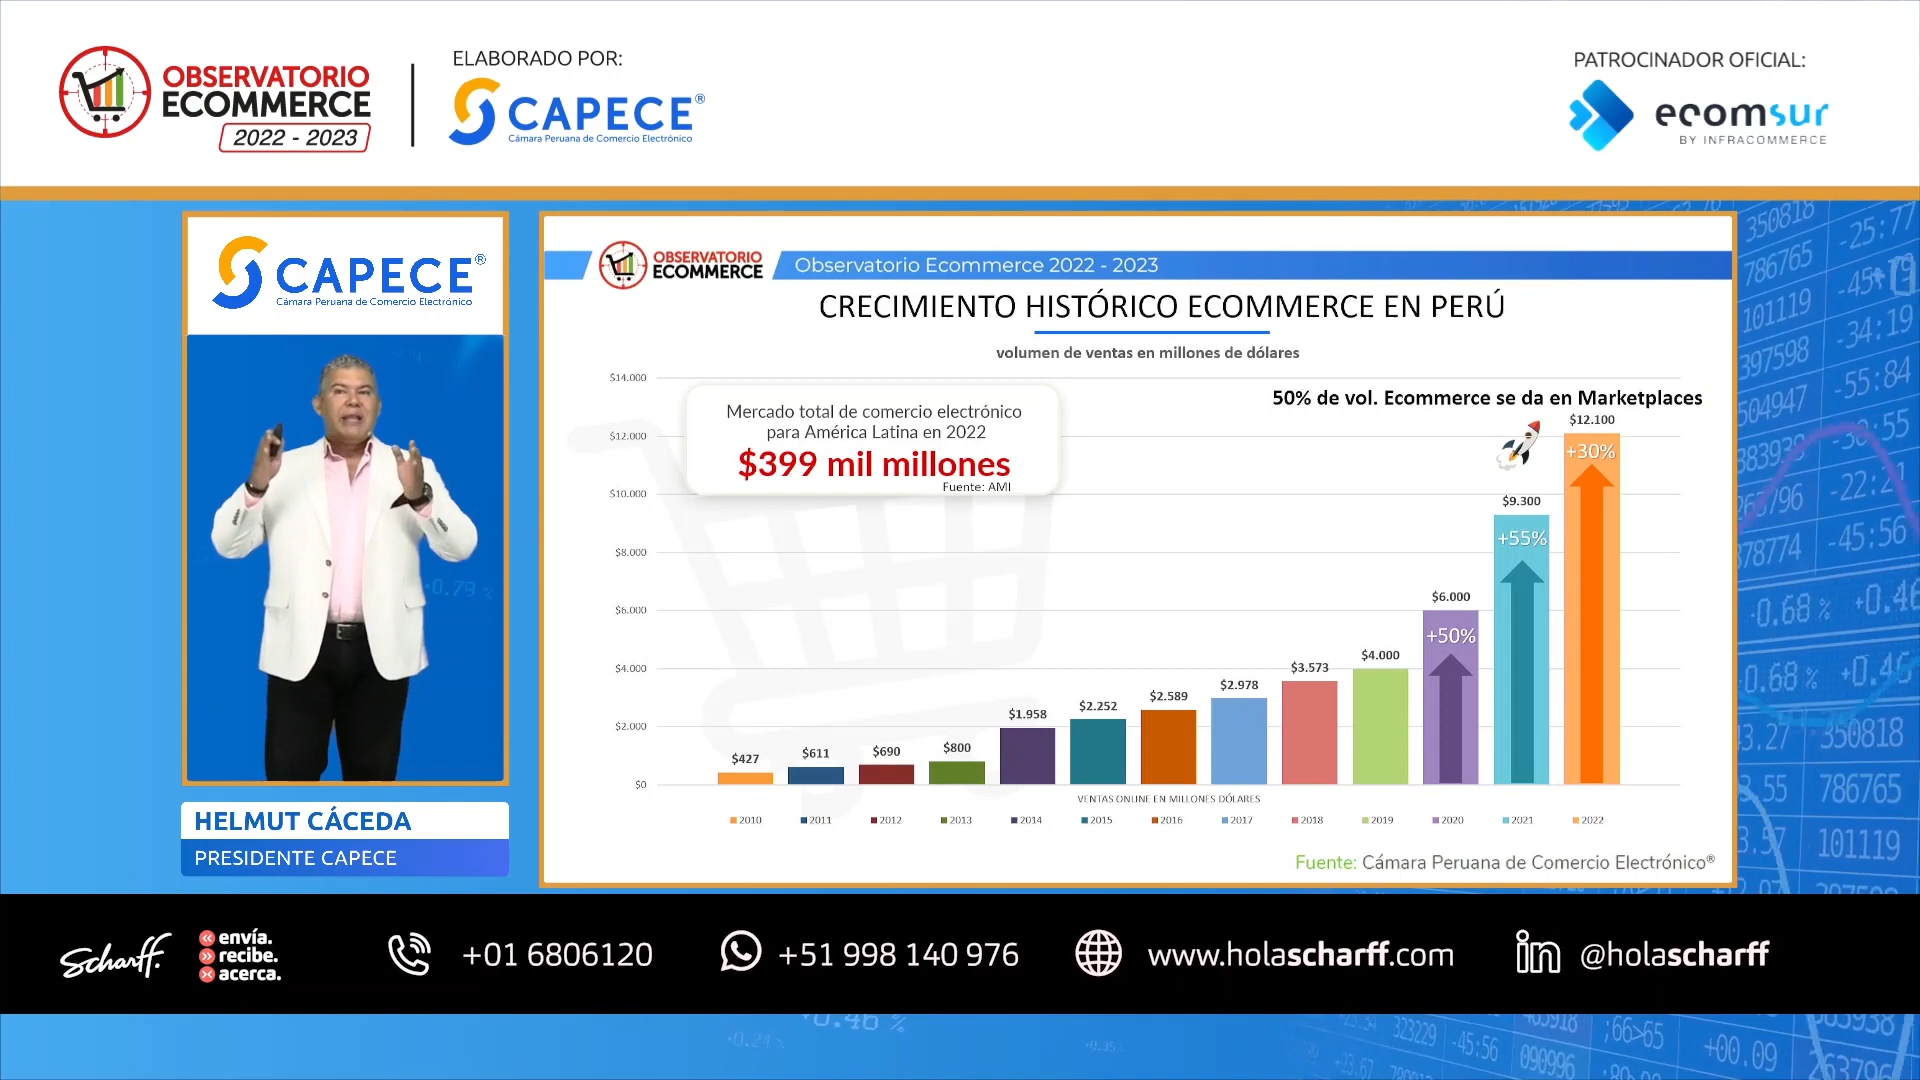 OBSERVATORIO
ECOMMERCE
2022 - 2023
ELABORADO POR:
CAPECE®
Cámara Peruana de Comercio Electrónico
PATROCINADOR OFICIAL:
ecomsur
BY INFRACOMMERCE
CAPECE®
Cámara Peruana de Comercio Electrónico
HELMUT CÁCEDA
PRESIDENTE CAPECE
OBSERVATORIO
ECOMMERCE
Observatorio Ecommerce 2022 - 2023
CRECIMIENTO HISTÓRICO ECOMMERCE EN PERÚ
volumen de ventas en millones de dólares
Mercado total de comercio electrónico
para América Latina en 2022
$399 mil millones
Fuente: AMI
50% de vol. Ecommerce se da en Marketplaces
$14.000
$12.000
$10.000
$8.000
$6.000
$4.000
$2.000
$0
$427
$611
$690
$800
$1.958
$2.252
$2.589
$2.978
$3.573
$4.000
$6.000
+50%
$9.300
+55%
$12.100
+30%
VENTAS ONLINE EN MILLONES DÓLARES
2010 2011 2012 2013 2014 2015 2016 2017 2018 2019 2020 2021 2022
Fuente: Cámara Peruana de Comercio Electrónico®
Scharff.
envía.
recibe.
acerca.
+01 6806120
+51 998 140 976
www.holascharff.com
in @holascharff